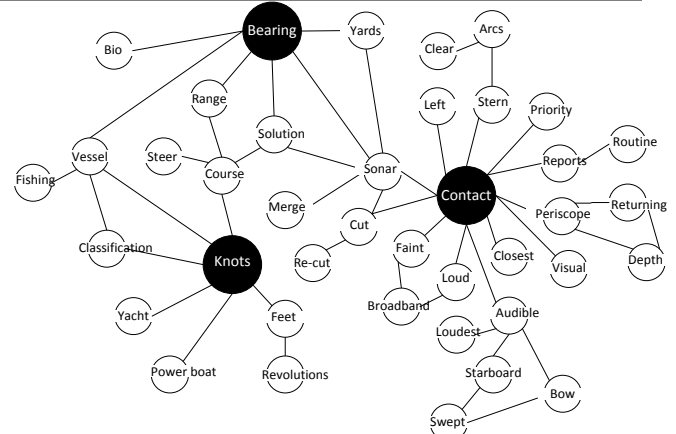 Bearing
Yards
Arcs
Bio
Clear
Range
Left
Stern
Priority
Solution
Routine
Vessel
Steer
Reports
Sonar
Course
Fishing
Contact
Merge
Periscope
Returning
Cut
Classification
Faint
Knots
Re-cut
Closest
Visual
Depth
Loud
Broadband
Yacht
Feet
Audible
Loudest
Power boat
Revolutions
Starboard
Bow
Swept